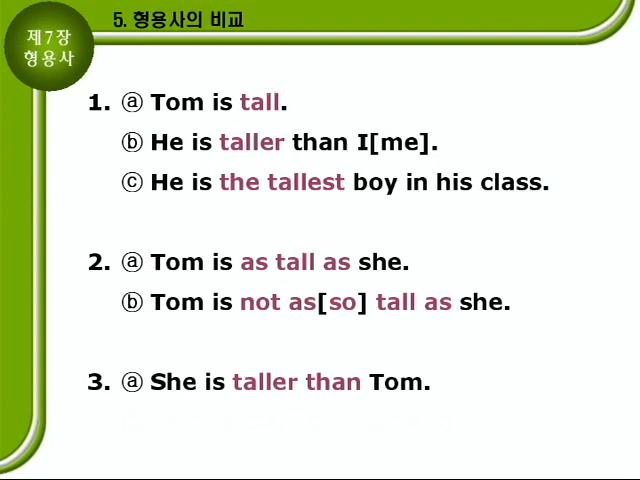 5. 형용사의 비교
제7장
형용사
1. ⓐ Tom is tall.
ⓑ He is taller than I[me].
ⓒ He is the tallest boy in his class.
2. ⓐ Tom is as tall as she.
ⓑ Tom is not as[so] tall as she.
3. ⓐ She is taller than Tom.